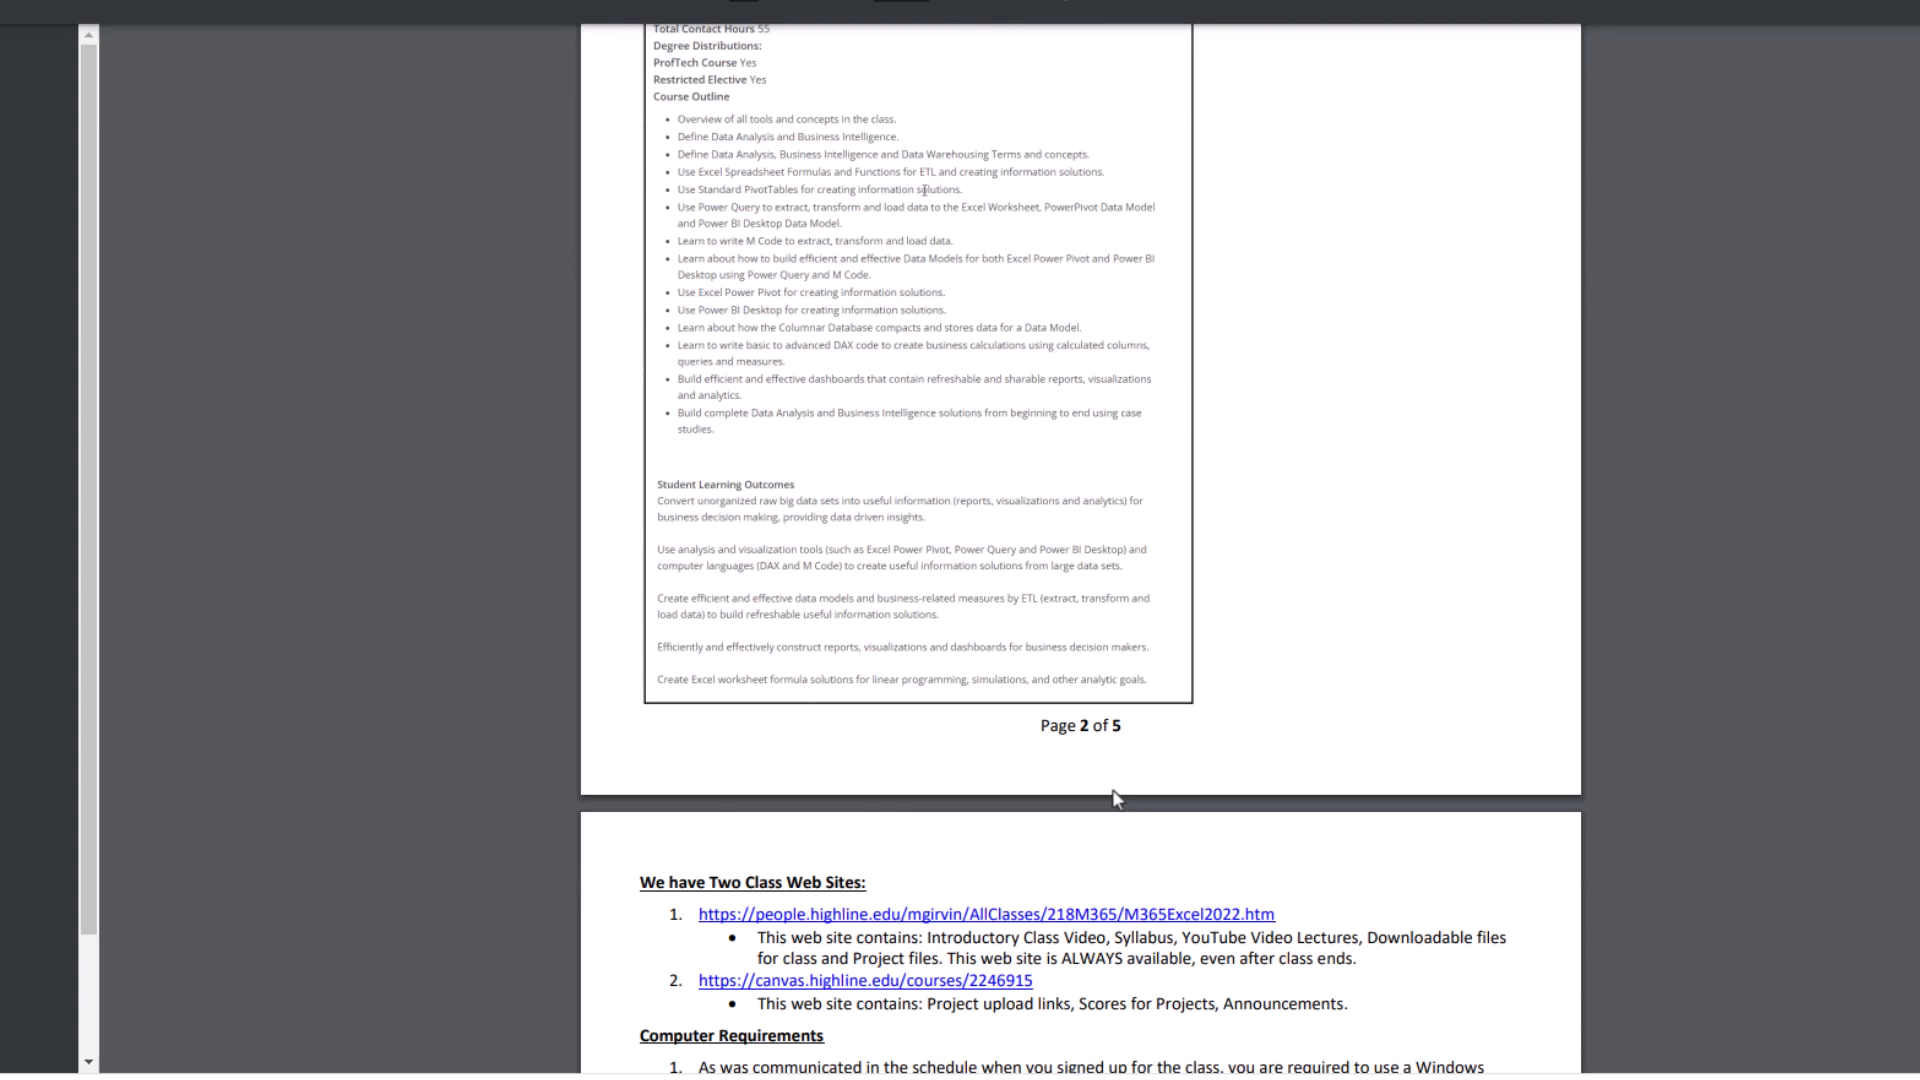 Total Contact Hours 55
Degree Distributions:
ProfTech Course Yes
Restricted Elective Yes
Course Outline
• Overview of all tools and concepts in the class.
• Define Data Analysis and Business Intelligence.
• Define Data Analysis, Business Intelligence and Data Warehousing Terms and concepts.
• Use Excel Spreadsheet Formulas and Functions for ETL and creating information solutions.
• Use Standard PivotTables for creating information solutions.
• Use Power Query to extract, transform and load data to the Excel Worksheet, PowerPivot Data Model
and Power BI Desktop Data Model.
• Learn to write M Code to extract, transform and load data.
• Learn about how to build efficient and effective Data Models for both Excel Power Pivot and Power BI
Desktop using Power Query and M Code.
• Use Excel Power Pivot for creating information solutions.
• Use Power BI Desktop for creating information solutions.
• Learn about how the Columnar Database compacts and stores data for a Data Model.
• Learn to write basic to advanced DAX code to create business calculations using calculated columns,
queries and measures.
• Build efficient and effective dashboards that contain refreshable and sharable reports, visualizations
and analytics.
• Build complete Data Analysis and Business Intelligence solutions from beginning to end using case
studies.
Student Learning Outcomes
Convert unorganized raw big data sets into useful information (reports, visualizations and analytics) for
business decision making, providing data driven insights.
Use analysis and visualization tools (such as Excel Power Pivot, Power Query and Power BI Desktop) and
computer languages (DAX and M Code) to create useful information solutions from large data sets.
Create efficient and effective data models and business-related measures by ETL (extract, transform and
load data) to build refreshable useful information solutions.
Efficiently and effectively construct reports, visualizations and dashboards for business decision makers.
Create Excel worksheet formula solutions for linear programming, simulations, and other analytic goals.
Page 2 of 5
We have Two Class Web Sites:
1. https://people.highline.edu/mgirvin/AllClasses/218M365/M365Excel2022.htm
• This web site contains: Introductory Class Video, Syllabus, YouTube Video Lectures, Downloadable files
for class and Project files. This web site is ALWAYS available, even after class ends.
2. https://canvas.highline.edu/courses/2246915
• This web site contains: Project upload links, Scores for Projects, Announcements.
Computer Requirements
1. As was communicated in the schedule when you signed up for the class, you are required to use a Windows